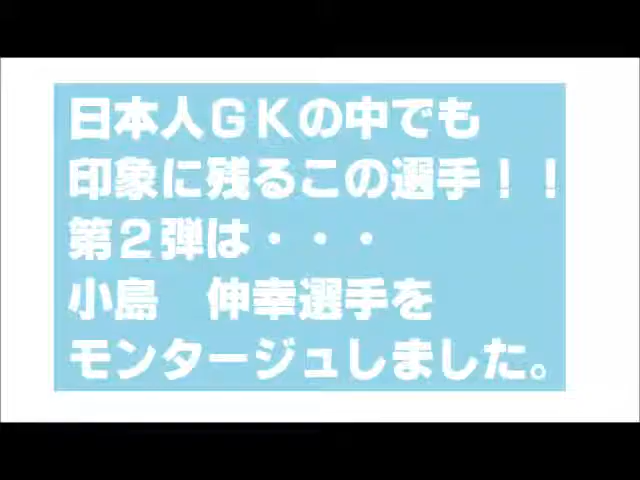 日本人ＧＫの中でも
印象に残るこの選手！！
第２弾は・・・
小島　伸幸選手を
モンタージュしました。